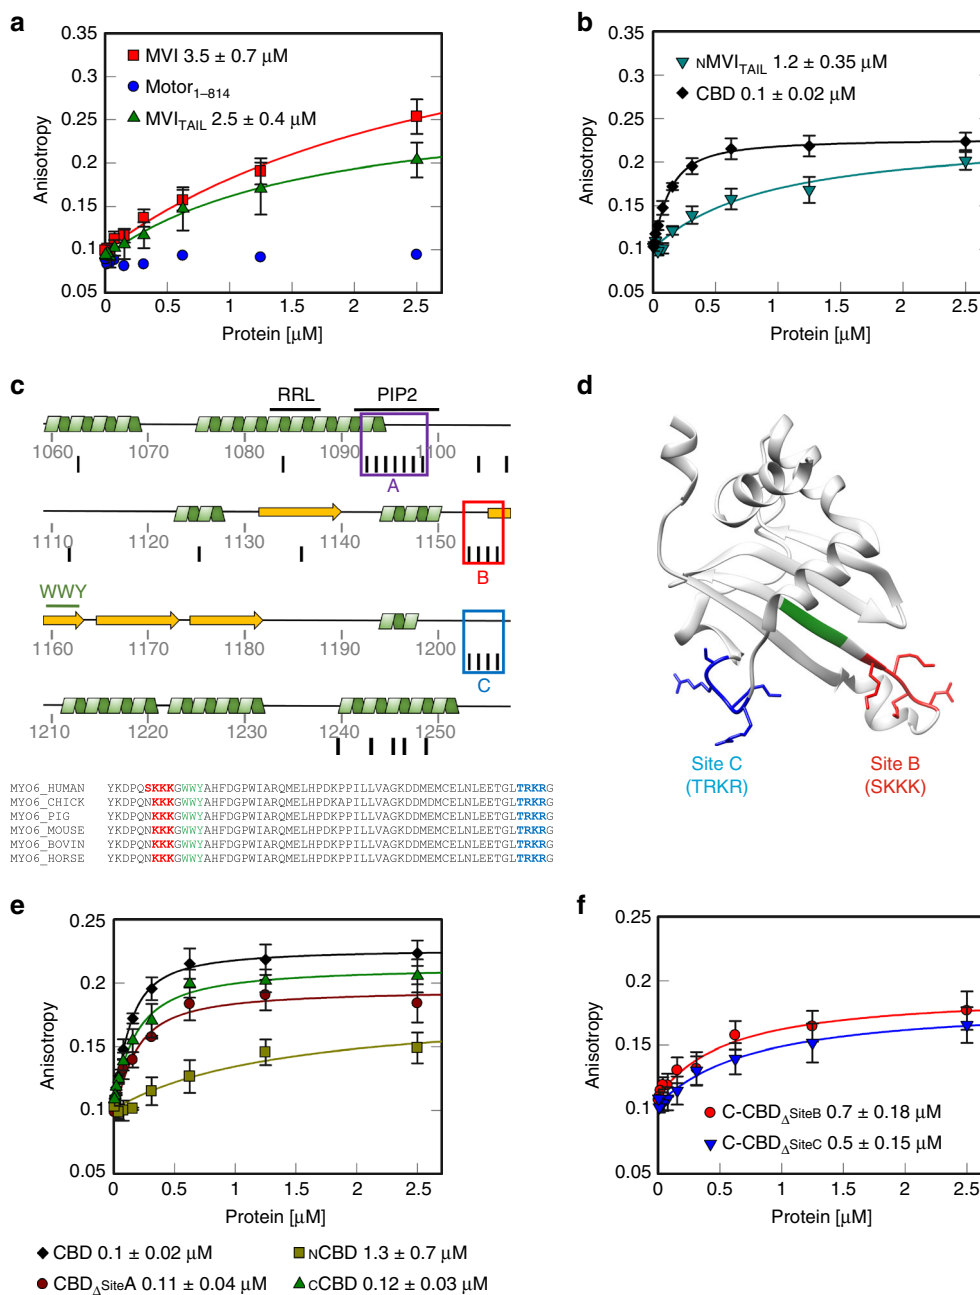 a
0.35
0.3
0.25
0.2
0.15
0.1
0.05
Anisotropy
MVI 3.5 ± 0.7 μM
Motor1–814
MVITAIL 2.5 ± 0.4 μM
0 0.5 1 1.5 2 2.5
Protein [μM]
b
0.35
0.3
0.25
0.2
0.15
0.1
0.05
Anisotropy
NMVITAIL 1.2 ± 0.35 μM
CBD 0.1 ± 0.02 μM
0 0.5 1 1.5 2 2.5
Protein [μM]
c
RRL PIP2
1060 1070 1080 1090 1100
A
1110 1120 1130 1140 1150
B
WWY
1160 1170 1180 1190 1200
C
1210 1220 1230 1240 1250
MYO6_HUMAN YKDPQSKKKGWWYAHFDGPWIARQMELHPDKPPILLVAGKDDMEMCELNLEETGLTRKRG
MYO6_CHICK YKDPQNKKKGWWYAHFDGPWIARQMELHPDKAPILLVAGKDDMEMCELNLEETGLTRKRG
MYO6_PIG YKDPQNKKKGWWYAHFDGPWIARQMELHPDKPPILLVAGKDDMEMCELNLEETGLTRKRG
MYO6_MOUSE YKDPQNKKKGWWYAHFDGPWIARQMELHPDKPPILLVAGKDDMEMCELNLEETGLTRKRG
MYO6_BOVIN YKDPQNKKKGWWYAHFDGPWIARQMELHPDKPPILLVAGKDDMEMCELNLEETGLTRKRG
MYO6_HORSE YKDPQNKKKGWWYAHFDGPWIARQMELHPDKPPILLVAGKDDMEMCELNLEETGLTRKRG
d
Site C
(TRKR)
Site B
(SKKK)
e
0.25
0.2
0.15
0.1
0.05
Anisotropy
0 0.5 1 1.5 2 2.5
Protein [μM]
CBD 0.1 ± 0.02 μM
NCBD 1.3 ± 0.7 μM
CBDΔSiteA 0.11 ± 0.04 μM
CCBD 0.12 ± 0.03 μM
f
0.25
0.2
0.15
0.1
0.05
Anisotropy
C-CBDΔSiteB 0.7 ± 0.18 μM
C-CBDΔSiteC 0.5 ± 0.15 μM
0 0.5 1 1.5 2 2.5
Protein [μM]